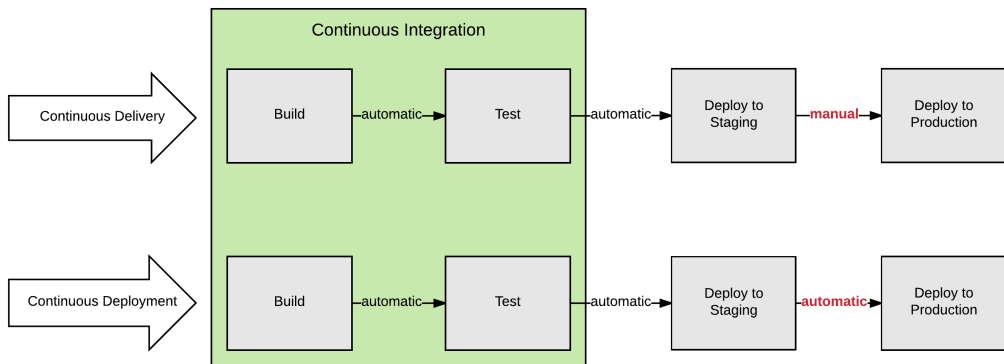 Continuous Integration
Continuous Delivery
Build
automatic
Test
automatic
Deploy to
Staging
manual
Deploy to
Production
Continuous Deployment
Build
automatic
Test
automatic
Deploy to
Staging
automatic
Deploy to
Production